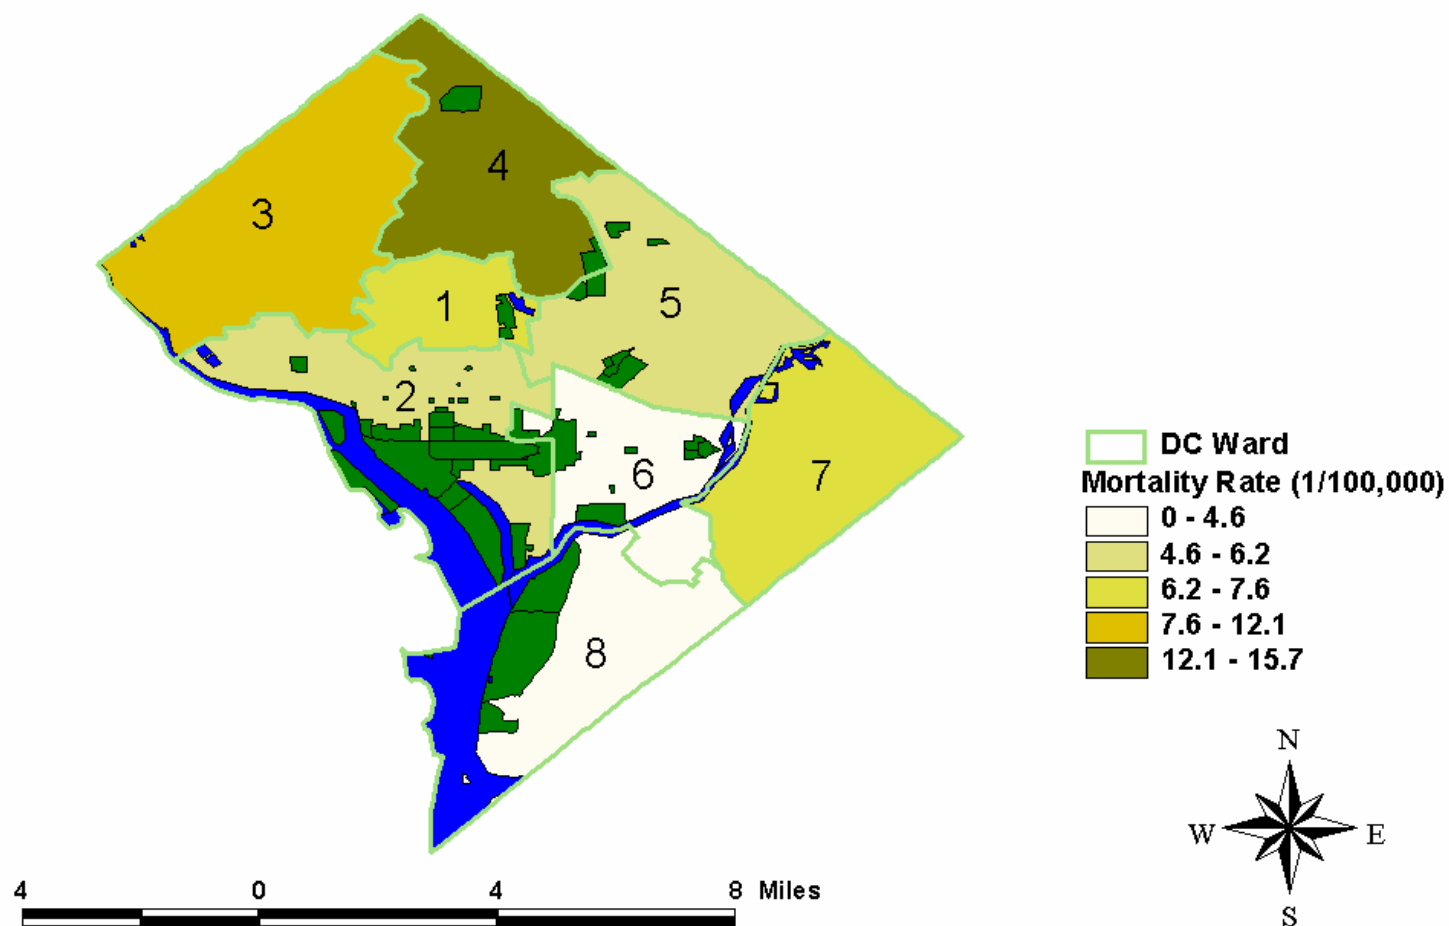 4
3
1
5
2
6
7
8
DC Ward
Mortality Rate (1/100,000)
0 - 4.6
4.6 - 6.2
6.2 - 7.6
7.6 - 12.1
12.1 - 15.7
N
W E
S
4 0 4 8 Miles